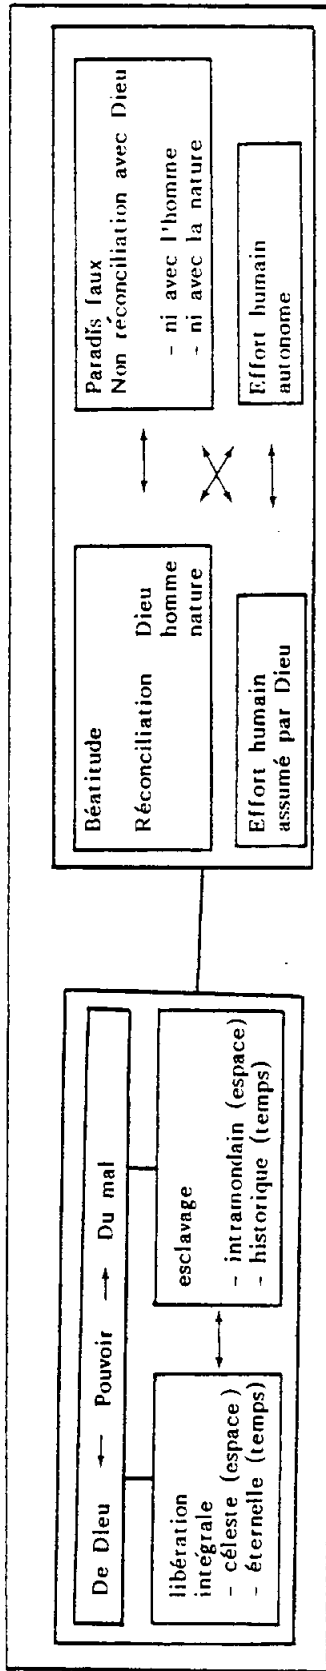 De Dieu ← Pouvoir → Du mal
libération
intégrale
- céleste (espace)
- éternelle (temps)
esclavage
- intramondain (espace)
- historique (temps)
Béatitude
Réconciliation Dieu
homme
nature
Effort humain
assumé par Dieu
Paradis faux
Non réconciliation avec Dieu
- ni avec l'homme
- ni avec la nature
Effort humain
autonome